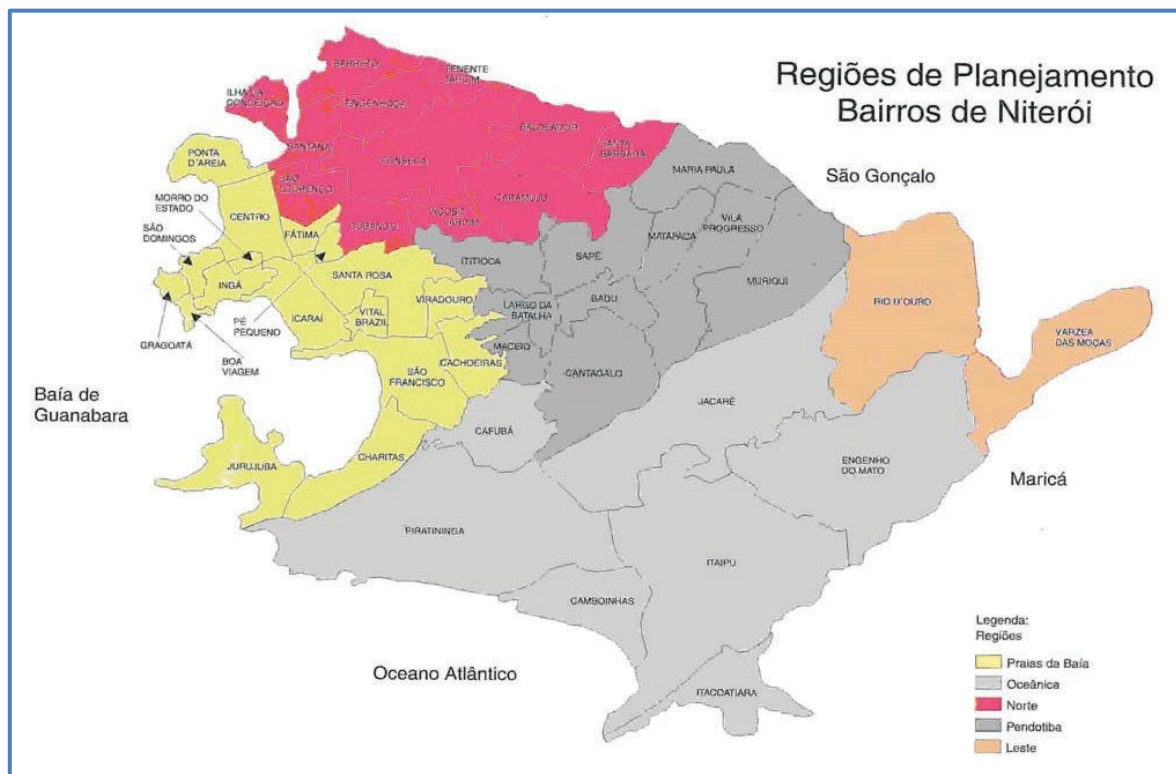 Regiões de Planejamento
Bairros de Niterói
BARRETO
TENENTE
JARDIM
ILHA DA
CONCEIÇÃO
ENGENHOCA
BALDEADOR
SANTANA
FONSECA
SANTA
BÁRBARA
PONTA
D'AREIA
SÃO
LOURENÇO
MARIA PAULA
São Gonçalo
MORRO DO
ESTADO
CENTRO
CARAMUJO
VIÇOSO
JARDIM
CUBANGO
SÃO
DOMINGOS
FÁTIMA
MATAPACA
VILA
PROGRESSO
ITITIOCA
SAPÊ
SANTA ROSA
MURIQUI
INGÁ
VIRADOURO
LARGO DA
BATALHA
BADU
RIO D'OURO
ICARAÍ
VITAL
BRAZIL
PÉ
PEQUENO
GRAGOATÁ
BOA
VIAGEM
MACEIÓ
CACHOEIRAS
CANTAGALO
SÃO
FRANCISCO
VARZEA
DAS MOÇAS
Baía de
Guanabara
JACARÉ
CAFUBÁ
CHARITAS
JURUJUBA
ENGENHO
DO MATO
Maricá
PIRATININGA
ITAIPU
CAMBOINHAS
Oceano Atlântico
ITACOATIARA
Legenda:
Regiões
Praias da Baía
Oceânica
Norte
Pendotiba
Leste